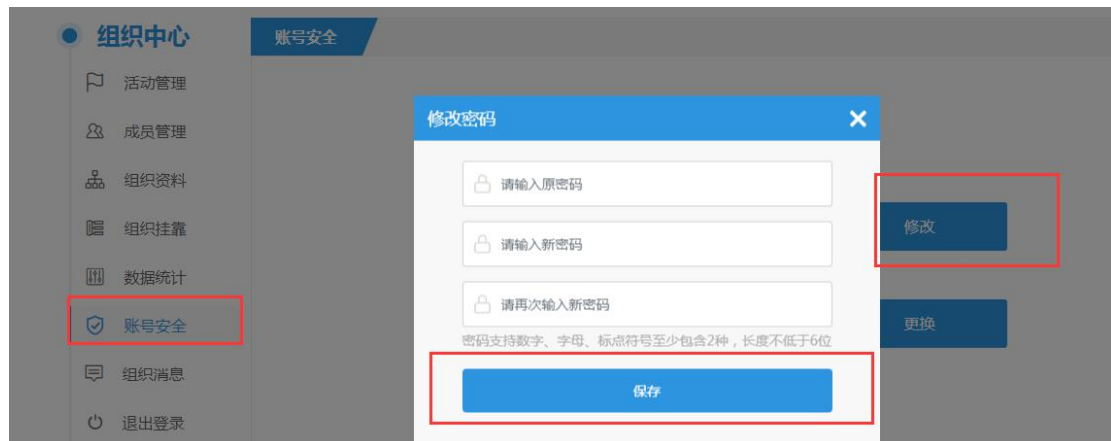 组织中心
活动管理
成员管理
组织资料
组织挂靠
数据统计
账号安全
组织消息
退出登录
账号安全
修改密码
请输入原密码
请输入新密码
请再次输入新密码
密码支持数字、字母、标点符号至少包含2种，长度不低于6位
保存
修改
更换